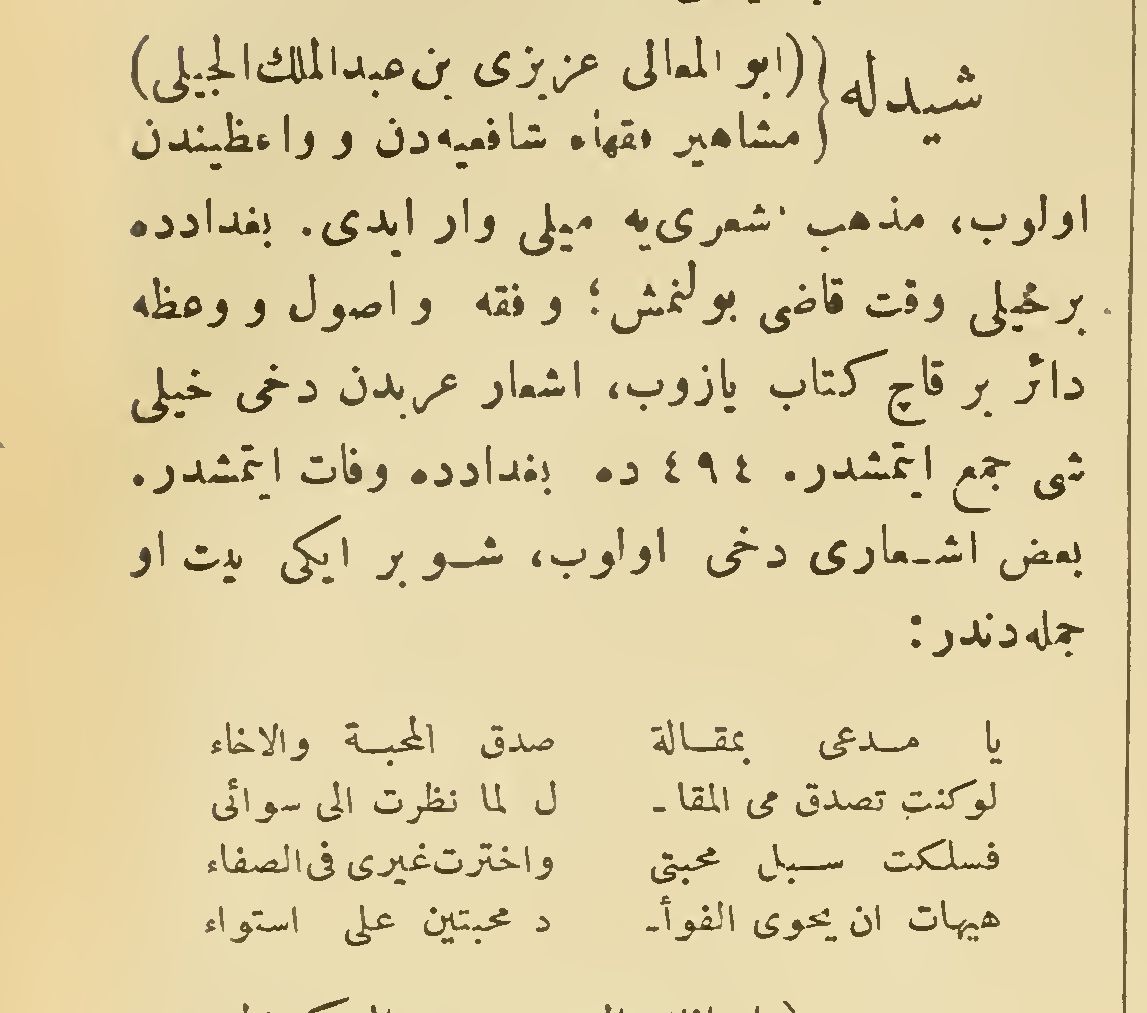 شیدله {(ابو المعالی عزیزی بن عبدالملك الجیلی)
مشاهیر فقهاء شافعیه دن و واعظیندن
اولوب، مذهب اشعری یه میلی وار ایدی. بغدادده
برخیلی وقت قاضی بولنمش؛ و فقه و اصول و وعظه
دائر بر قاچ كتاب یازوب، اشعار عربدن دخی خیلی
شی جمع ایتمشدر. ٤٩٤ ده بغدادده وفات ایتمشدر.
بعض اشعاری دخی اولوب، شو بر ایكی بیت او
جمله دندر:
یا مدعی بمقالة صدق المحبة والاخاء
لوكنت تصدق فی المقا ـ ل لما نظرت الی سوائی
فسلكت سبل محبتی واخترت غیری فی الصفاء
هیهات ان یحوی الفوأـ د محبتین علی استواء